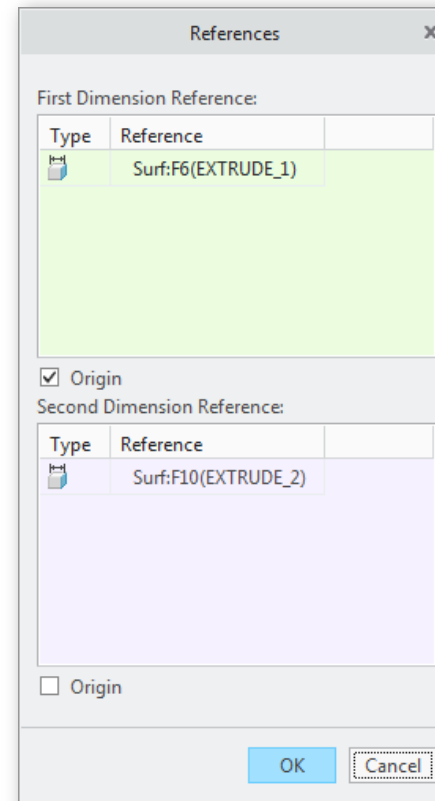 References
First Dimension Reference:
Type Reference
Surf:F6(EXTRUDE_1)
Origin
Second Dimension Reference:
Type Reference
Surf:F10(EXTRUDE_2)
Origin
OK Cancel